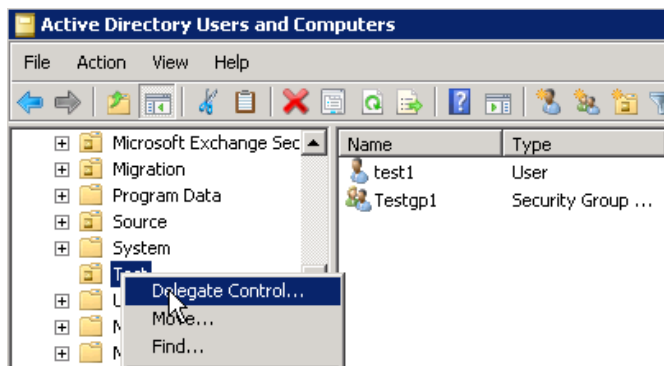 Active Directory Users and Computers
File Action View Help
Microsoft Exchange Sec
Migration
Program Data
Source
System
Name Type
test1 User
Testgp1 Security Group ...
Delegate Control...
Move...
Find...